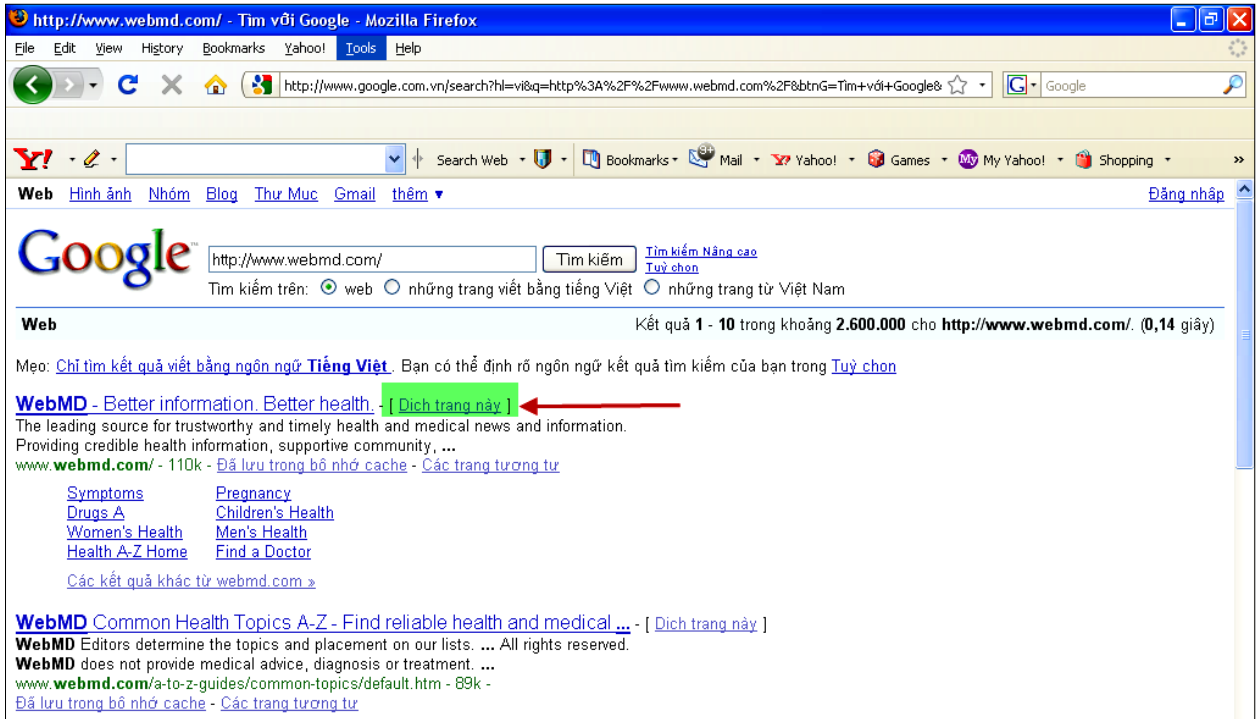 http://www.webmd.com/ - Tìm với Google - Mozilla Firefox
File Edit View History Bookmarks Yahoo! Tools Help
http://www.google.com.vn/search?hl=vi&q=http%3A%2F%2Fwww.webmd.com%2F&btnG=Tìm+với+Google& G Google
Y! Search Web Bookmarks 9+ Mail Y! Yahoo! Games My My Yahoo! Shopping »
Web Hình ảnh Nhóm Blog Thư Mục Gmail thêm ▼ Đăng nhập
Google™ http://www.webmd.com/ Tìm kiếm Tìm kiếm Nâng cao
Tuỳ chọn
Tìm kiếm trên: web những trang viết bằng tiếng Việt những trang từ Việt Nam
Web Kết quả 1 - 10 trong khoảng 2.600.000 cho http://www.webmd.com/. (0,14 giây)
Mẹo: Chỉ tìm kết quả viết bằng ngôn ngữ Tiếng Việt . Bạn có thể định rõ ngôn ngữ kết quả tìm kiếm của bạn trong Tuỳ chọn
WebMD - Better information. Better health. - [ Dịch trang này ]
The leading source for trustworthy and timely health and medical news and information.
Providing credible health information, supportive community, ...
www.webmd.com/ - 110k - Đã lưu trong bộ nhớ cache - Các trang tương tự
Symptoms Pregnancy
Drugs A Children's Health
Women's Health Men's Health
Health A-Z Home Find a Doctor
Các kết quả khác từ webmd.com »
WebMD Common Health Topics A-Z - Find reliable health and medical ... - [ Dịch trang này ]
WebMD Editors determine the topics and placement on our lists. ... All rights reserved.
WebMD does not provide medical advice, diagnosis or treatment. ...
www.webmd.com/a-to-z-guides/common-topics/default.htm - 89k -
Đã lưu trong bộ nhớ cache - Các trang tương tự